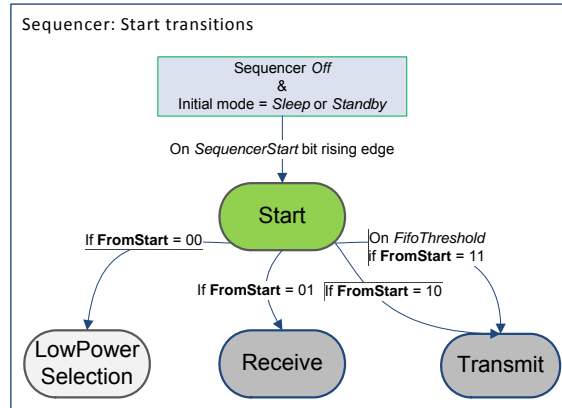 Sequencer: Start transitions
Sequencer Off
&
Initial mode = Sleep or Standby
On SequencerStart bit rising edge
Start
If FromStart = 00
On FifoThreshold
if FromStart = 11
If FromStart = 01
If FromStart = 10
LowPower
Selection
Receive
Transmit